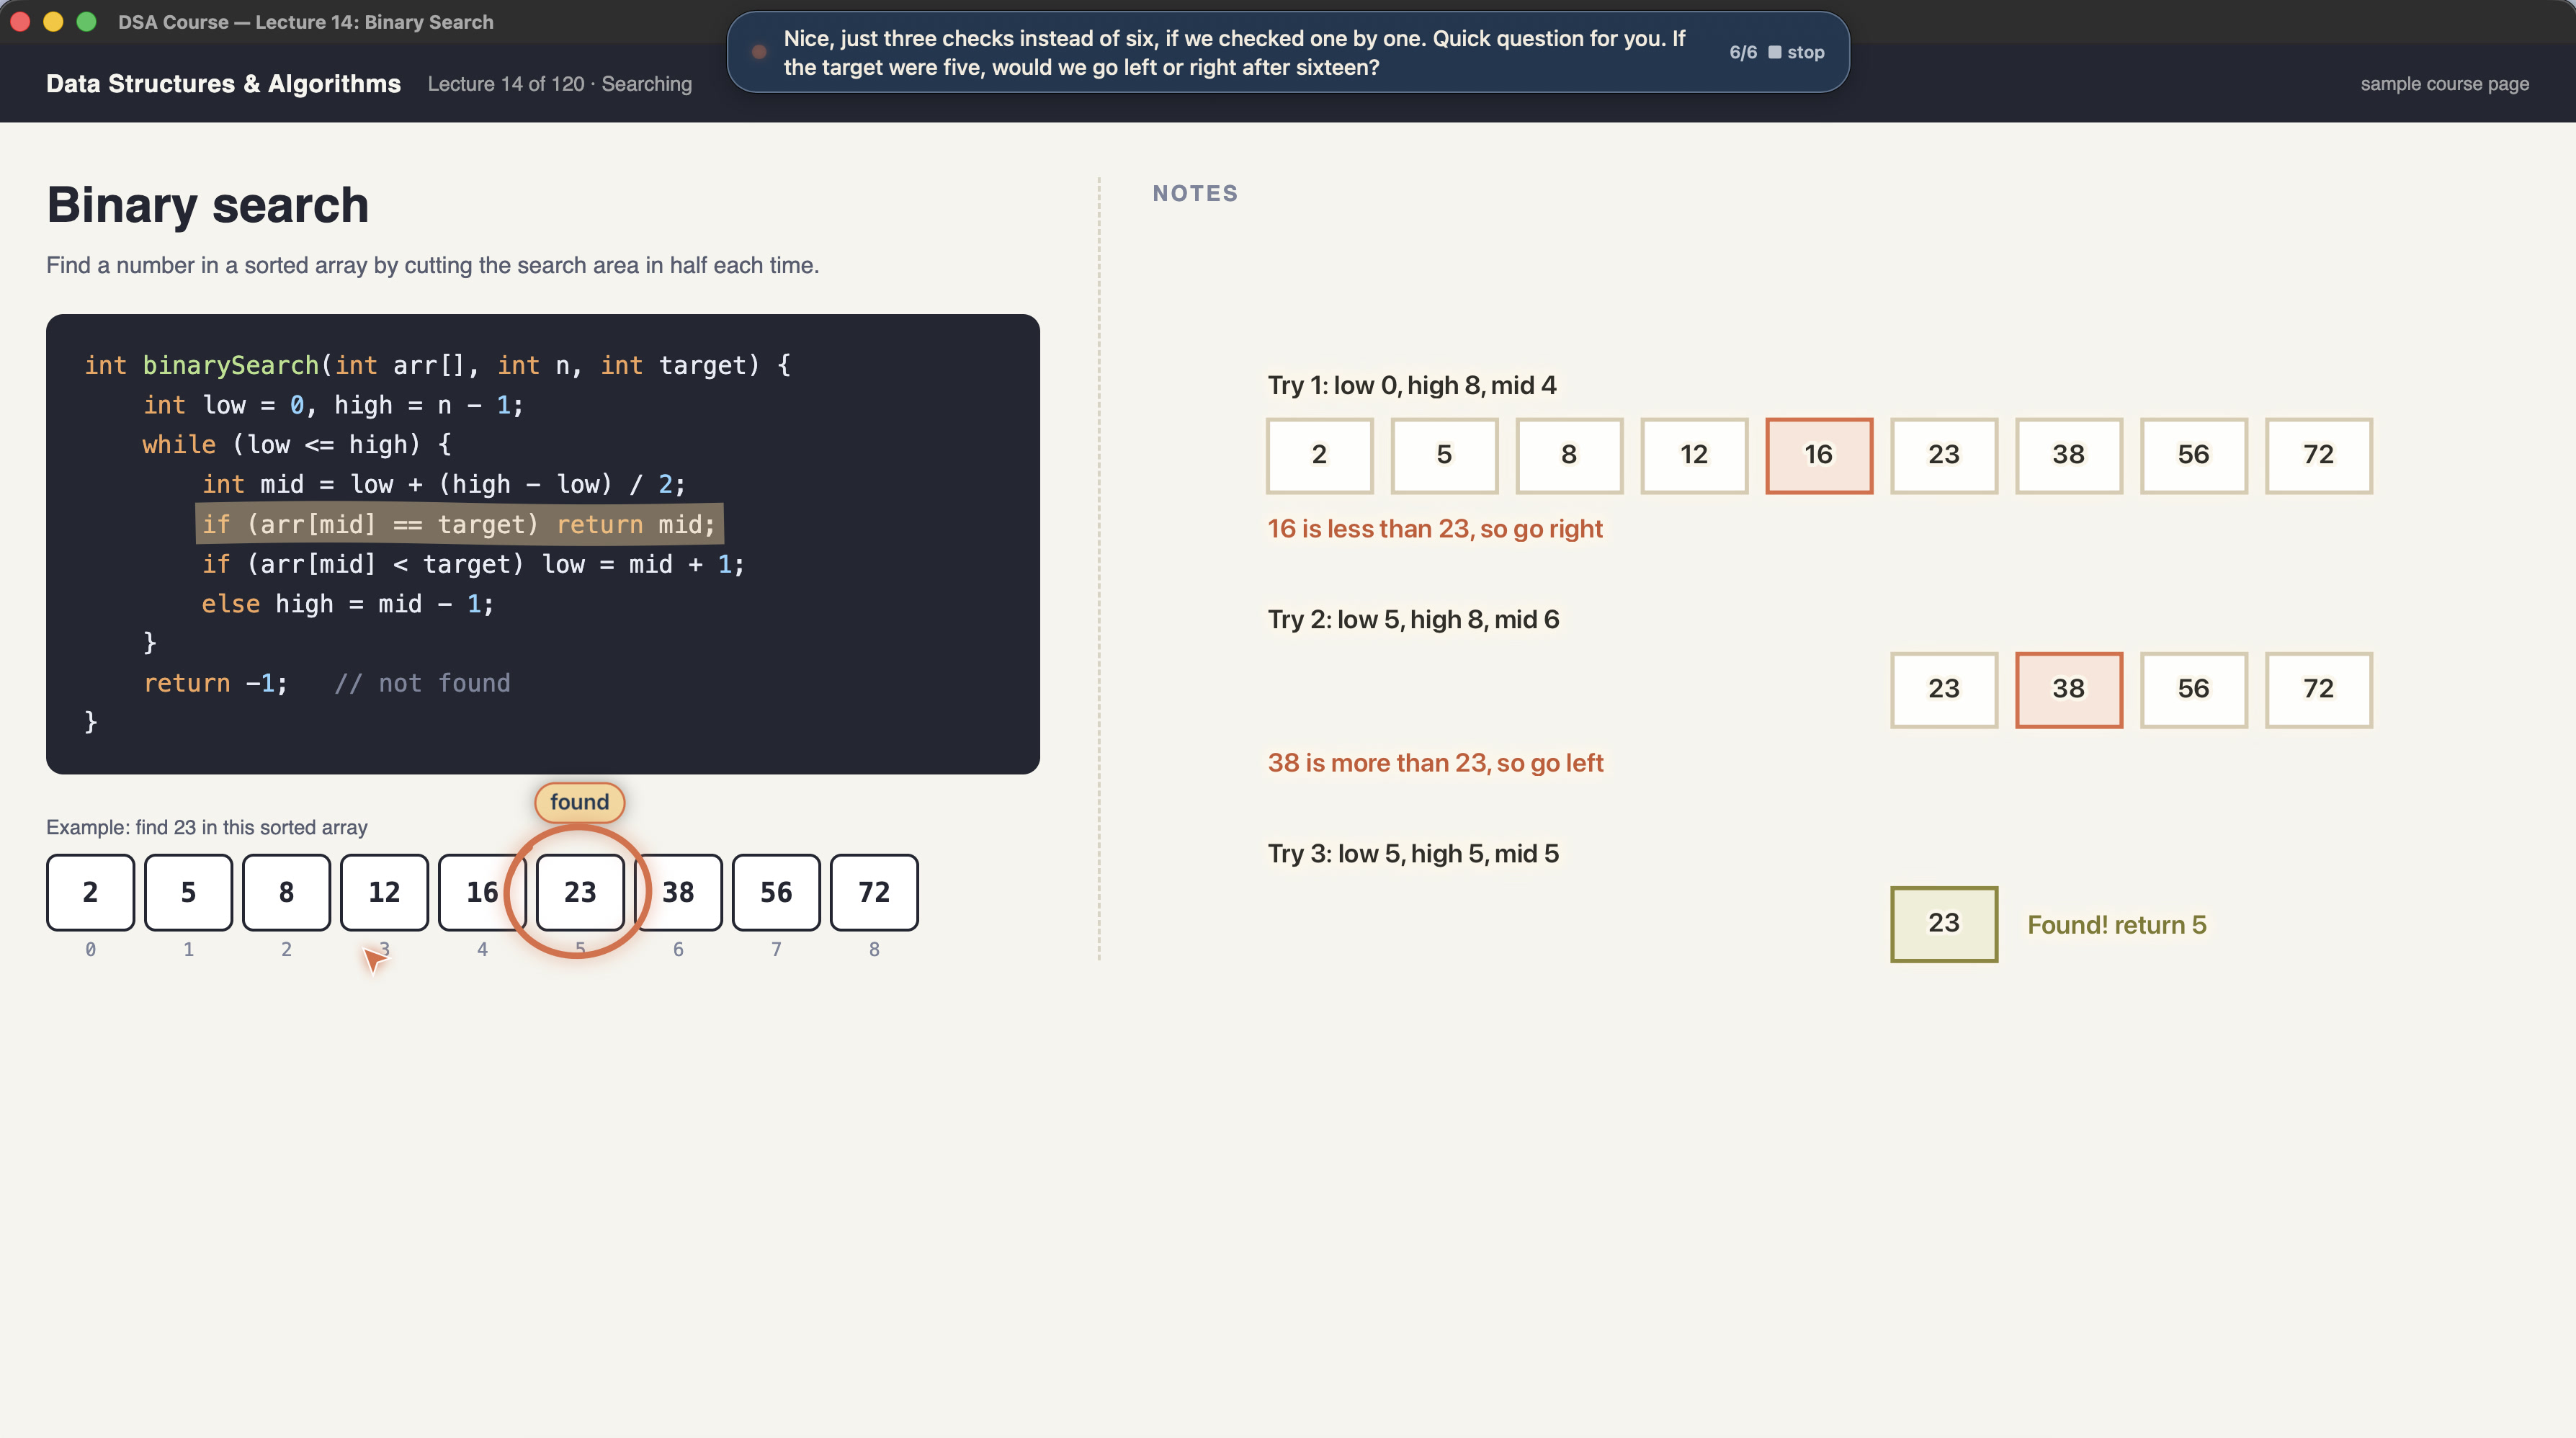 DSA Course — Lecture 14: Binary Search
Nice, just three checks instead of six, if we checked one by one. Quick question for you. If
the target were five, would we go left or right after sixteen?
6/6 stop
Data Structures & Algorithms Lecture 14 of 120 · Searching
sample course page
Binary search
Find a number in a sorted array by cutting the search area in half each time.
int binarySearch(int arr[], int n, int target) {
    int low = 0, high = n - 1;
    while (low <= high) {
        int mid = low + (high - low) / 2;
        if (arr[mid] == target) return mid;
        if (arr[mid] < target) low = mid + 1;
        else high = mid - 1;
    }
    return -1;   // not found
}
found
Example: find 23 in this sorted array
2 5 8 12 16 23 38 56 72
0 1 2 3 4 5 6 7 8
NOTES
Try 1: low 0, high 8, mid 4
2 5 8 12 16 23 38 56 72
16 is less than 23, so go right
Try 2: low 5, high 8, mid 6
23 38 56 72
38 is more than 23, so go left
Try 3: low 5, high 5, mid 5
23 Found! return 5